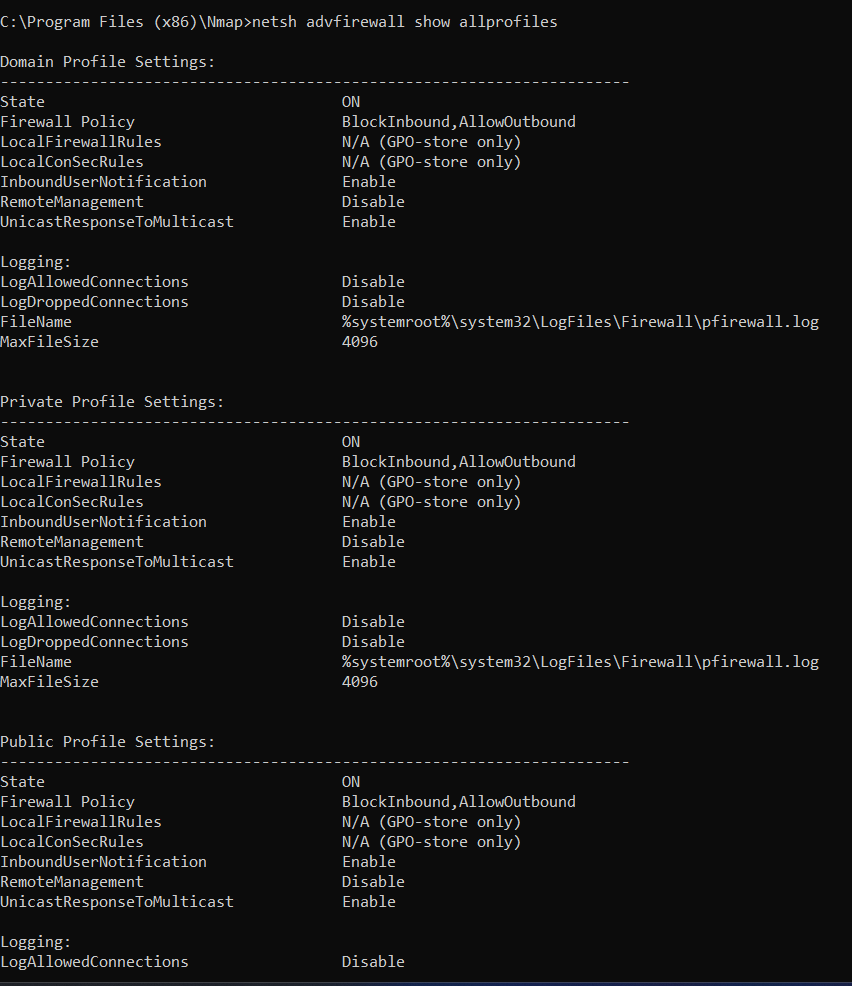 C:\Program Files (x86)\Nmap>netsh advfirewall show allprofiles
Domain Profile Settings:
----------------------------------------------------------------------
State                                 ON
Firewall Policy                       BlockInbound,AllowOutbound
LocalFirewallRules                    N/A (GPO-store only)
LocalConSecRules                      N/A (GPO-store only)
InboundUserNotification               Enable
RemoteManagement                      Disable
UnicastResponseToMulticast            Enable
Logging:
LogAllowedConnections                 Disable
LogDroppedConnections                 Disable
FileName                              %systemroot%\system32\LogFiles\Firewall\pfirewall.log
MaxFileSize                           4096
Private Profile Settings:
----------------------------------------------------------------------
State                                 ON
Firewall Policy                       BlockInbound,AllowOutbound
LocalFirewallRules                    N/A (GPO-store only)
LocalConSecRules                      N/A (GPO-store only)
InboundUserNotification               Enable
RemoteManagement                      Disable
UnicastResponseToMulticast            Enable
Logging:
LogAllowedConnections                 Disable
LogDroppedConnections                 Disable
FileName                              %systemroot%\system32\LogFiles\Firewall\pfirewall.log
MaxFileSize                           4096
Public Profile Settings:
----------------------------------------------------------------------
State                                 ON
Firewall Policy                       BlockInbound,AllowOutbound
LocalFirewallRules                    N/A (GPO-store only)
LocalConSecRules                      N/A (GPO-store only)
InboundUserNotification               Enable
RemoteManagement                      Disable
UnicastResponseToMulticast            Enable
Logging:
LogAllowedConnections                 Disable